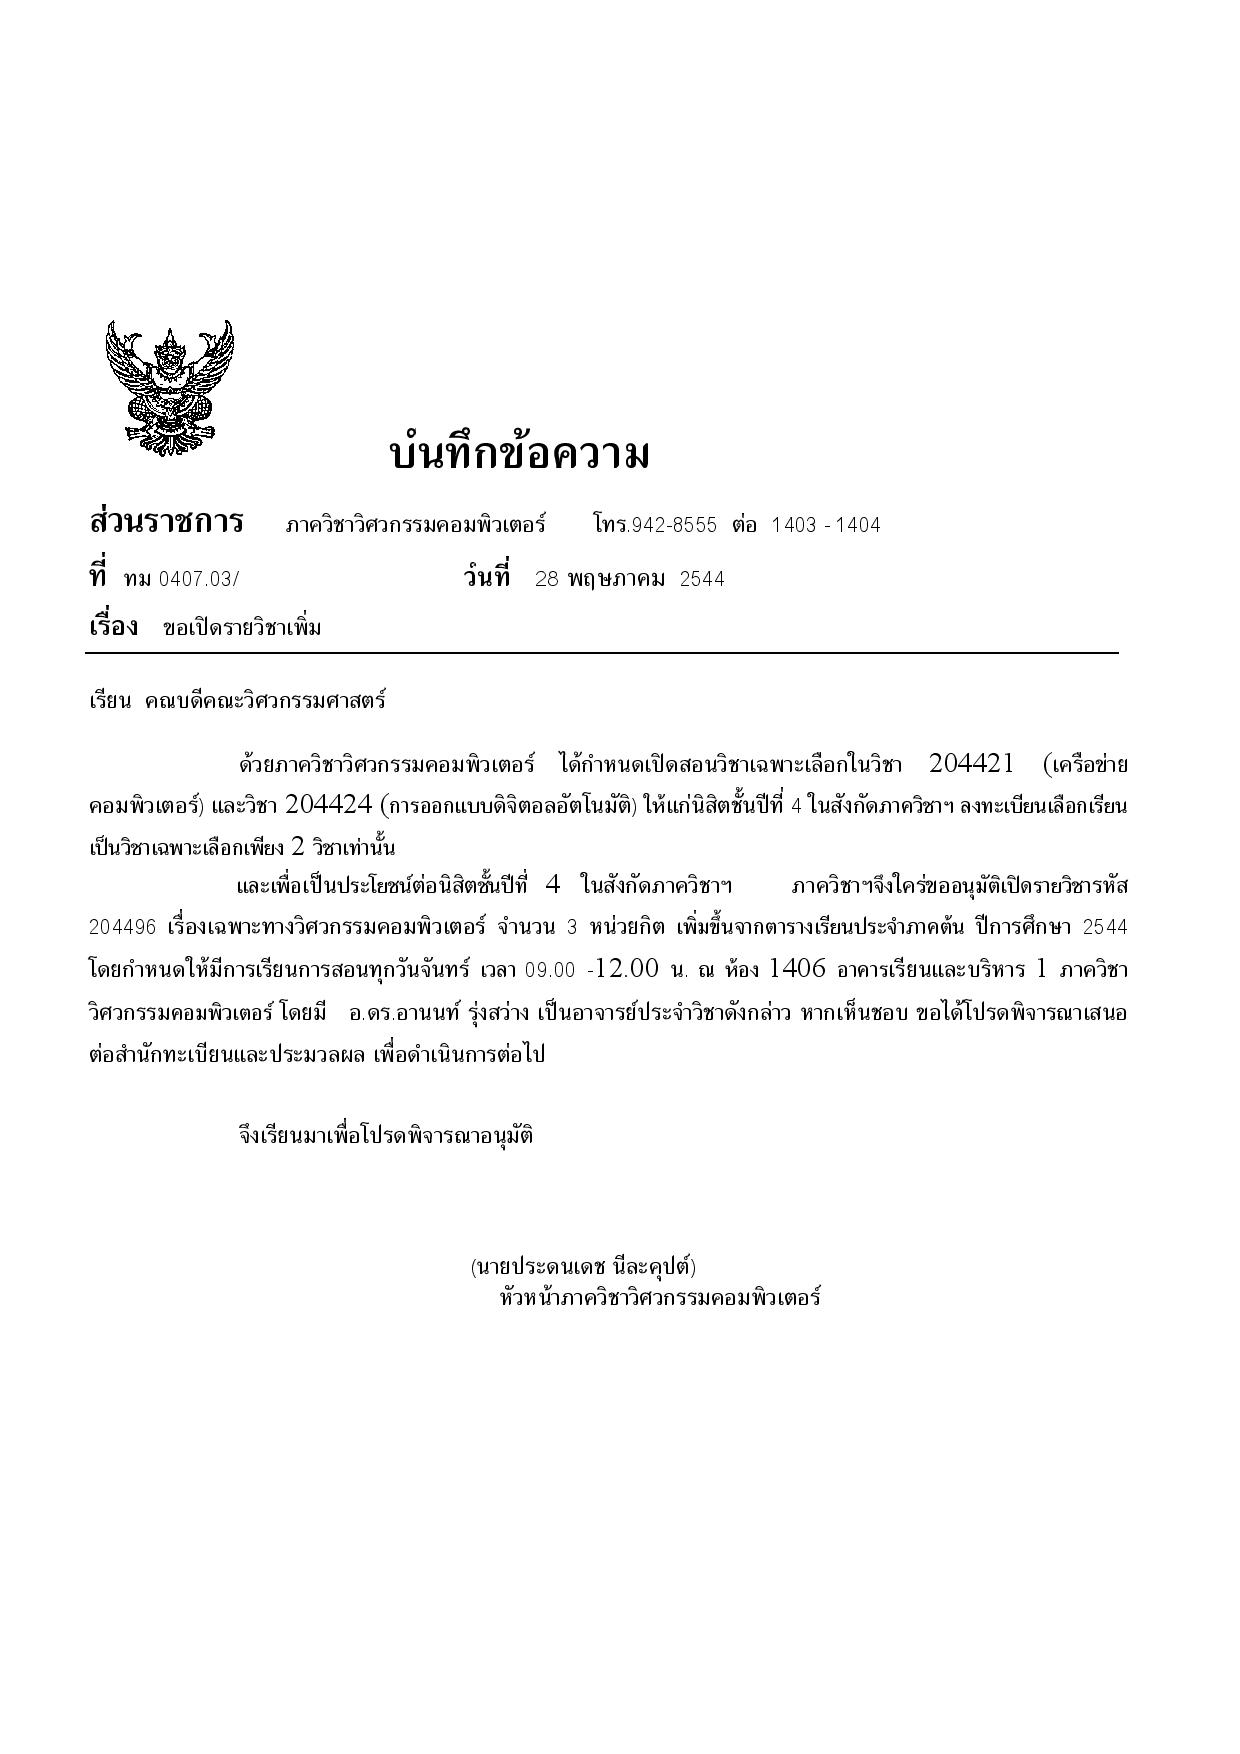 บันทึกข้อความ
ส่วนราชการ ภาควิชาวิศวกรรมคอมพิวเตอร์ โทร.942-8555 ต่อ 1403 - 1404
ที่ ทม 0407.03/ วันที่ 28 พฤษภาคม 2544
เรื่อง ขอเปิดรายวิชาเพิ่ม
เรียน คณบดีคณะวิศวกรรมศาสตร์
ด้วยภาควิชาวิศวกรรมคอมพิวเตอร์ ได้กำหนดเปิดสอนวิชาเฉพาะเลือกในวิชา 204421 (เครือข่าย
คอมพิวเตอร์) และวิชา 204424 (การออกแบบดิจิตอลอัตโนมัติ) ให้แก่นิสิตชั้นปีที่ 4 ในสังกัดภาควิชาฯ ลงทะเบียนเลือกเรียน
เป็นวิชาเฉพาะเลือกเพียง 2 วิชาเท่านั้น
และเพื่อเป็นประโยชน์ต่อนิสิตชั้นปีที่ 4 ในสังกัดภาควิชาฯ ภาควิชาฯจึงใคร่ขออนุมัติเปิดรายวิชารหัส
204496 เรื่องเฉพาะทางวิศวกรรมคอมพิวเตอร์ จำนวน 3 หน่วยกิต เพิ่มขึ้นจากตารางเรียนประจำภาคต้น ปีการศึกษา 2544
โดยกำหนดให้มีการเรียนการสอนทุกวันจันทร์ เวลา 09.00 -12.00 น. ณ ห้อง 1406 อาคารเรียนและบริหาร 1 ภาควิชา
วิศวกรรมคอมพิวเตอร์ โดยมี อ.ดร.อานนท์ รุ่งสว่าง เป็นอาจารย์ประจำวิชาดังกล่าว หากเห็นชอบ ขอได้โปรดพิจารณาเสนอ
ต่อสำนักทะเบียนและประมวลผล เพื่อดำเนินการต่อไป
จึงเรียนมาเพื่อโปรดพิจารณาอนุมัติ
(นายประดนเดช นีละคุปต์)
หัวหน้าภาควิชาวิศวกรรมคอมพิวเตอร์